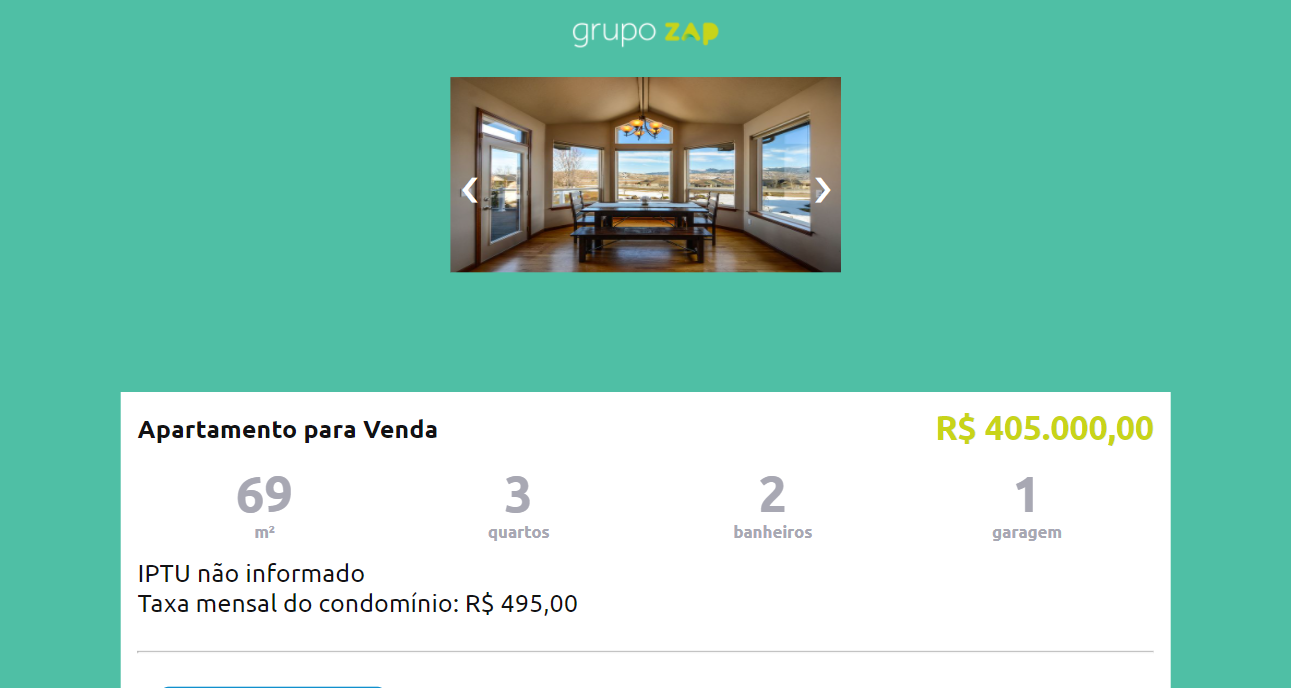 grupo ZAP
Apartamento para Venda
R$ 405.000,00
69
m²
3
quartos
2
banheiros
1
garagem
IPTU não informado
Taxa mensal do condomínio: R$ 495,00